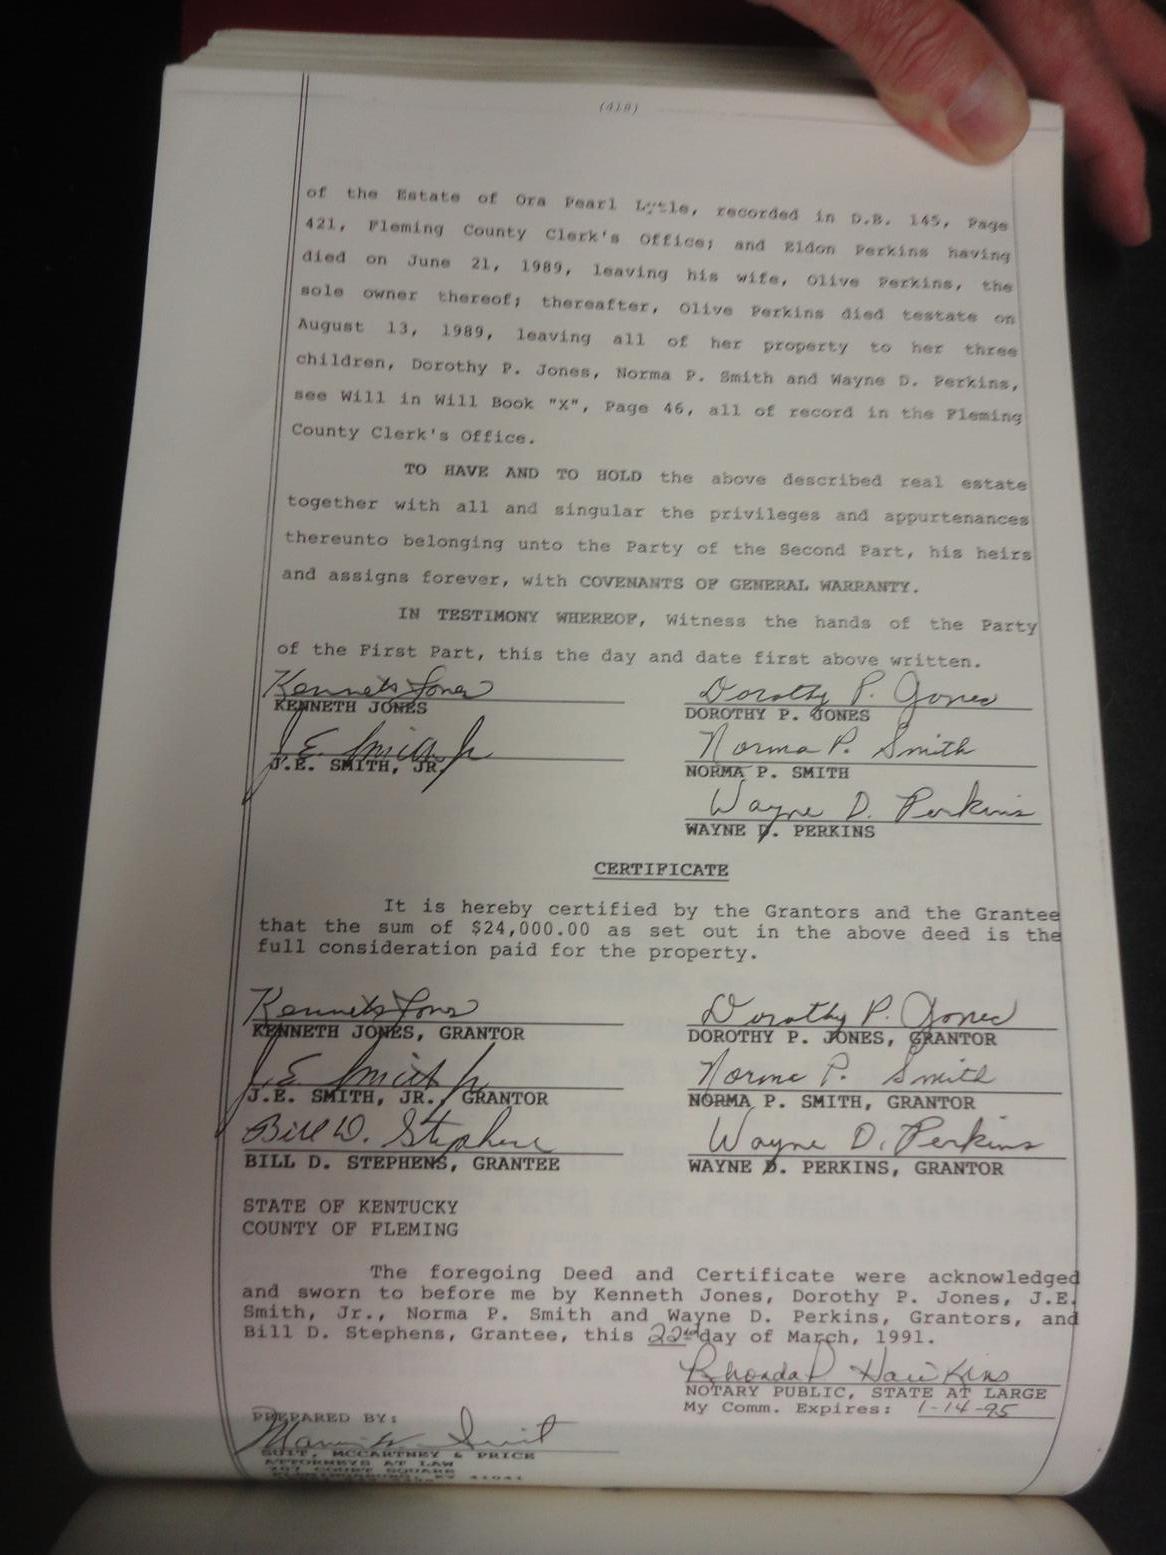 (418)
of the Estate of Ora Pearl Lytle, recorded in D.B. 145, Page
421, Fleming County Clerk's Office; and Eldon Perkins having
died on June 21, 1989, leaving his wife, Olive Perkins, the
sole owner thereof; thereafter, Olive Perkins died testate on
August 13, 1989, leaving all of her property to her three
children, Dorothy P. Jones, Norma P. Smith and Wayne D. Perkins,
see Will in Will Book "X", Page 46, all of record in the Fleming
County Clerk's Office.
TO HAVE AND TO HOLD the above described real estate
together with all and singular the privileges and appurtenances
thereunto belonging unto the Party of the Second Part, his heirs
and assigns forever, with COVENANTS OF GENERAL WARRANTY.
IN TESTIMONY WHEREOF, Witness the hands of the Party
of the First Part, this the day and date first above written.
Kenneth Jones Dorothy P. Jones
KENNETH JONES DOROTHY P. JONES
J. E. Smith Jr Norma P. Smith
J.E. SMITH, JR. NORMA P. SMITH
Wayne D. Perkins
WAYNE D. PERKINS
CERTIFICATE
It is hereby certified by the Grantors and the Grantee
that the sum of $24,000.00 as set out in the above deed is the
full consideration paid for the property.
Kenneth Jones Dorothy P. Jones
KENNETH JONES, GRANTOR DOROTHY P. JONES, GRANTOR
J. E. Smith Jr Norma P. Smith
J.E. SMITH, JR., GRANTOR NORMA P. SMITH, GRANTOR
Bill D. Stephens Wayne D. Perkins
BILL D. STEPHENS, GRANTEE WAYNE D. PERKINS, GRANTOR
STATE OF KENTUCKY
COUNTY OF FLEMING
The foregoing Deed and Certificate were acknowledged
and sworn to before me by Kenneth Jones, Dorothy P. Jones, J.E.
Smith, Jr., Norma P. Smith and Wayne D. Perkins, Grantors, and
Bill D. Stephens, Grantee, this 22nd day of March, 1991.
Rhonda P Hawkins
NOTARY PUBLIC, STATE AT LARGE
My Comm. Expires: 1-14-95
PREPARED BY:
Suit
SUIT, MCCARTNEY & PRICE
ATTORNEYS AT LAW
207 COURT SQUARE
FLEMINGSBURG, KY 41041